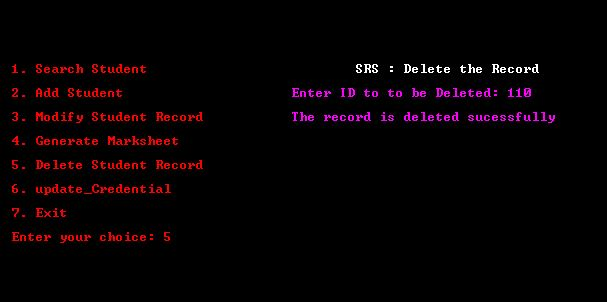 1. Search Student
2. Add Student
3. Modify Student Record
4. Generate Marksheet
5. Delete Student Record
6. update_Credential
7. Exit
Enter your choice: 5
SRS : Delete the Record
Enter ID to to be Deleted: 110
The record is deleted sucessfully